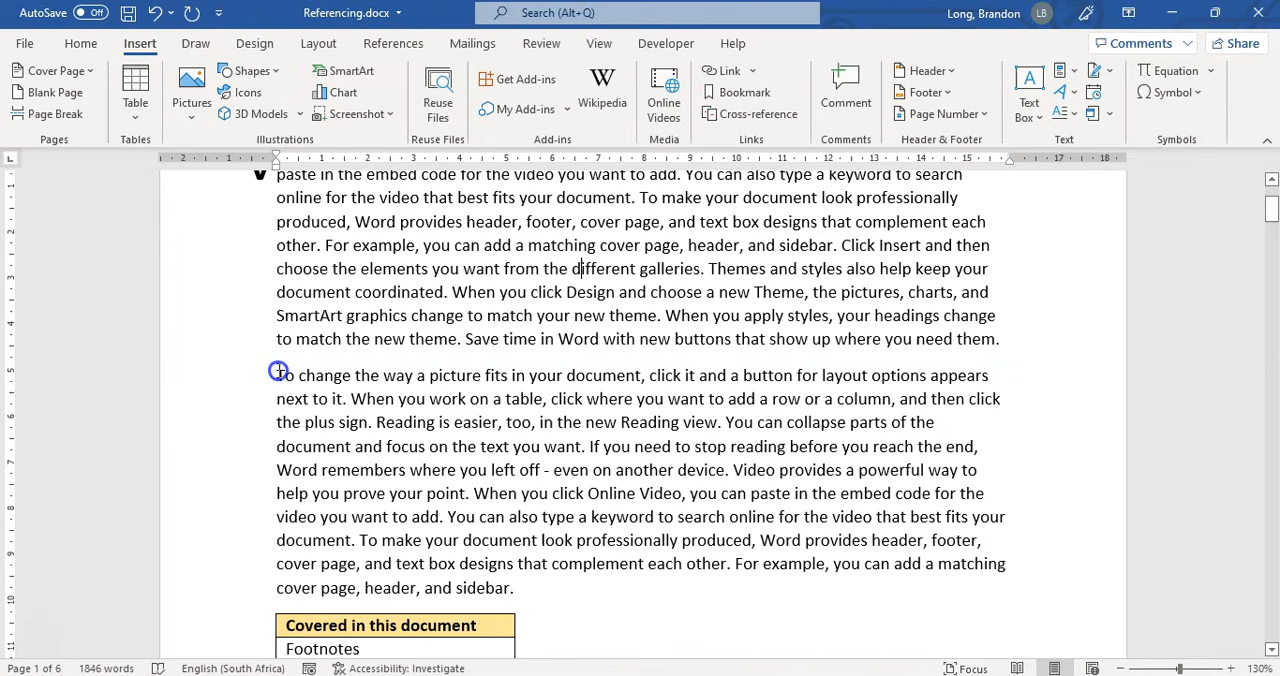 AutoSave Off Referencing.docx Search (Alt+Q) Long, Brandon LB
File Home Insert Draw Design Layout References Mailings Review View Developer Help Comments Share
Cover Page
Blank Page
Page Break
Pages
Table
Tables
Pictures
Shapes
Icons
3D Models
SmartArt
Chart
Screenshot
Illustrations
Reuse
Files
Reuse Files
Get Add-ins
My Add-ins
W
Wikipedia
Add-ins
Online
Videos
Media
Link
Bookmark
Cross-reference
Links
Comment
Comments
Header
Footer
Page Number
Header & Footer
A
Text
Box
Text
Equation
Symbol
Symbols
2 1 1 2 3 4 5 6 7 8 9 10 11 12 13 14 15 17 18
paste in the embed code for the video you want to add. You can also type a keyword to search
online for the video that best fits your document. To make your document look professionally
produced, Word provides header, footer, cover page, and text box designs that complement each
other. For example, you can add a matching cover page, header, and sidebar. Click Insert and then
choose the elements you want from the different galleries. Themes and styles also help keep your
document coordinated. When you click Design and choose a new Theme, the pictures, charts, and
SmartArt graphics change to match your new theme. When you apply styles, your headings change
to match the new theme. Save time in Word with new buttons that show up where you need them.
To change the way a picture fits in your document, click it and a button for layout options appears
next to it. When you work on a table, click where you want to add a row or a column, and then click
the plus sign. Reading is easier, too, in the new Reading view. You can collapse parts of the
document and focus on the text you want. If you need to stop reading before you reach the end,
Word remembers where you left off - even on another device. Video provides a powerful way to
help you prove your point. When you click Online Video, you can paste in the embed code for the
video you want to add. You can also type a keyword to search online for the video that best fits your
document. To make your document look professionally produced, Word provides header, footer,
cover page, and text box designs that complement each other. For example, you can add a matching
cover page, header, and sidebar.
Covered in this document
Footnotes
Page 1 of 6 1846 words English (South Africa) Accessibility: Investigate Focus 130%